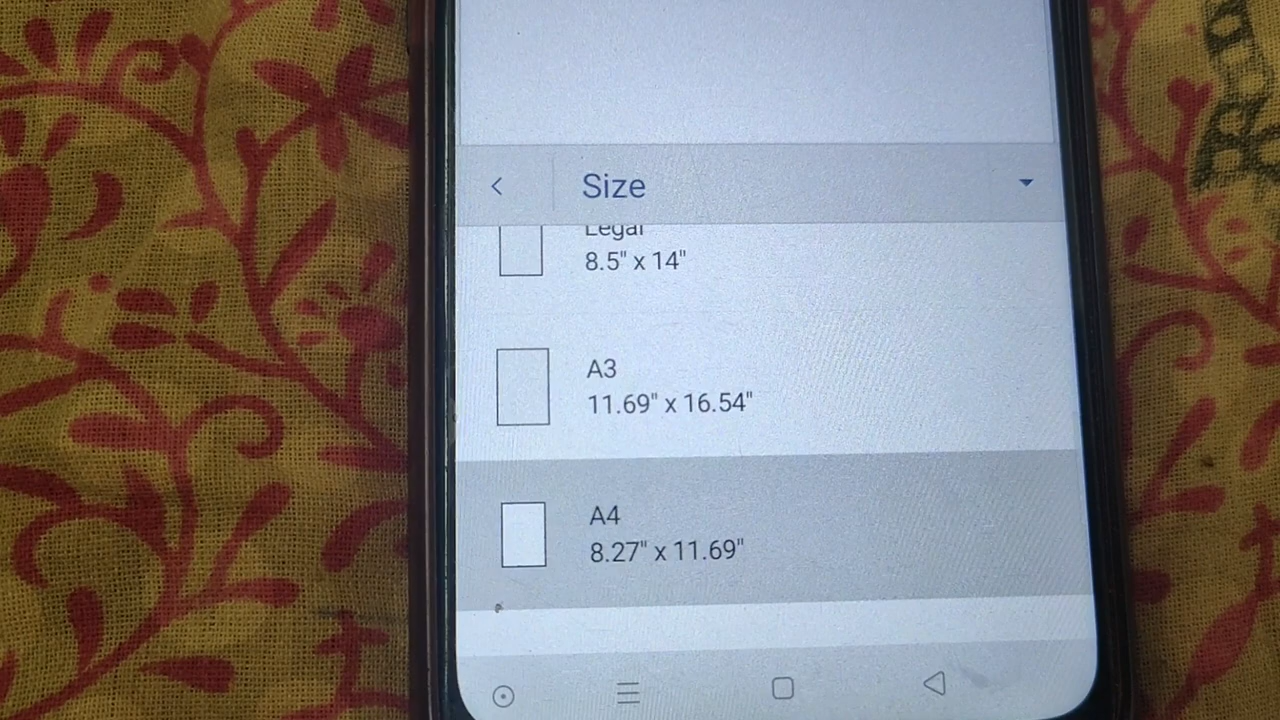 Size
Legal
8.5" x 14"
A3
11.69" x 16.54"
A4
8.27" x 11.69"